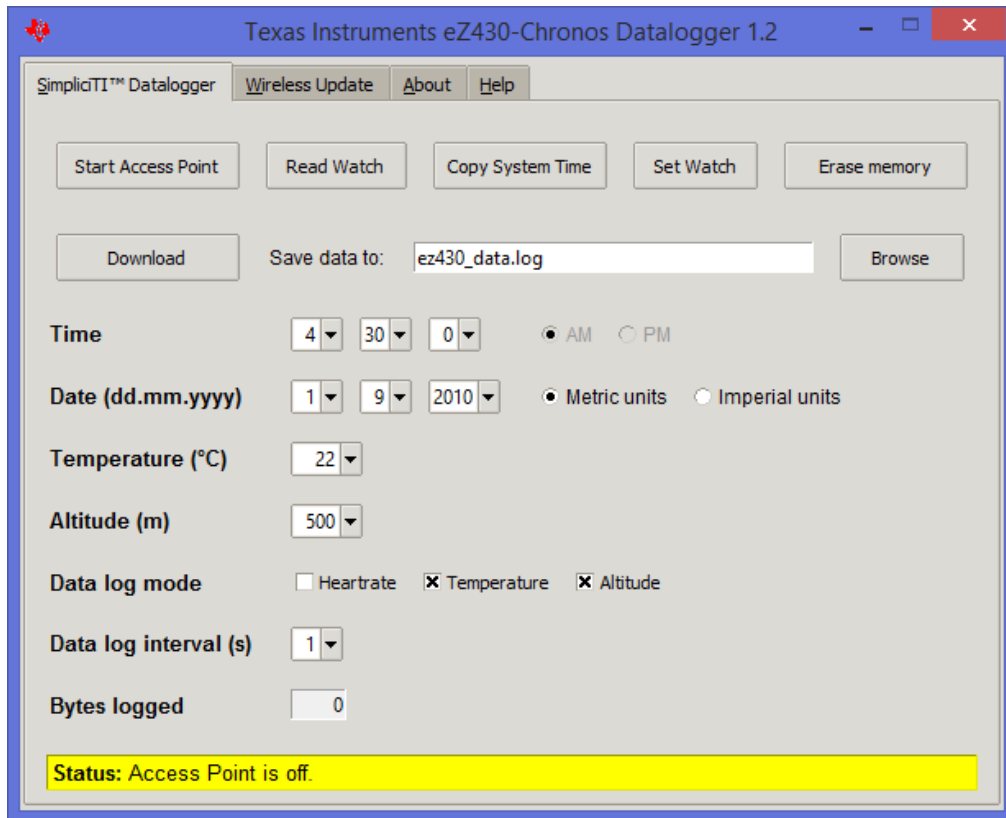 Texas Instruments eZ430-Chronos Datalogger 1.2
SimpliciTI™ Datalogger Wireless Update About Help
Start Access Point Read Watch Copy System Time Set Watch Erase memory
Download Save data to: ez430_data.log Browse
Time 4 30 0 AM PM
Date (dd.mm.yyyy) 1 9 2010 Metric units Imperial units
Temperature (°C) 22
Altitude (m) 500
Data log mode Heartrate Temperature Altitude
Data log interval (s) 1
Bytes logged 0
Status: Access Point is off.